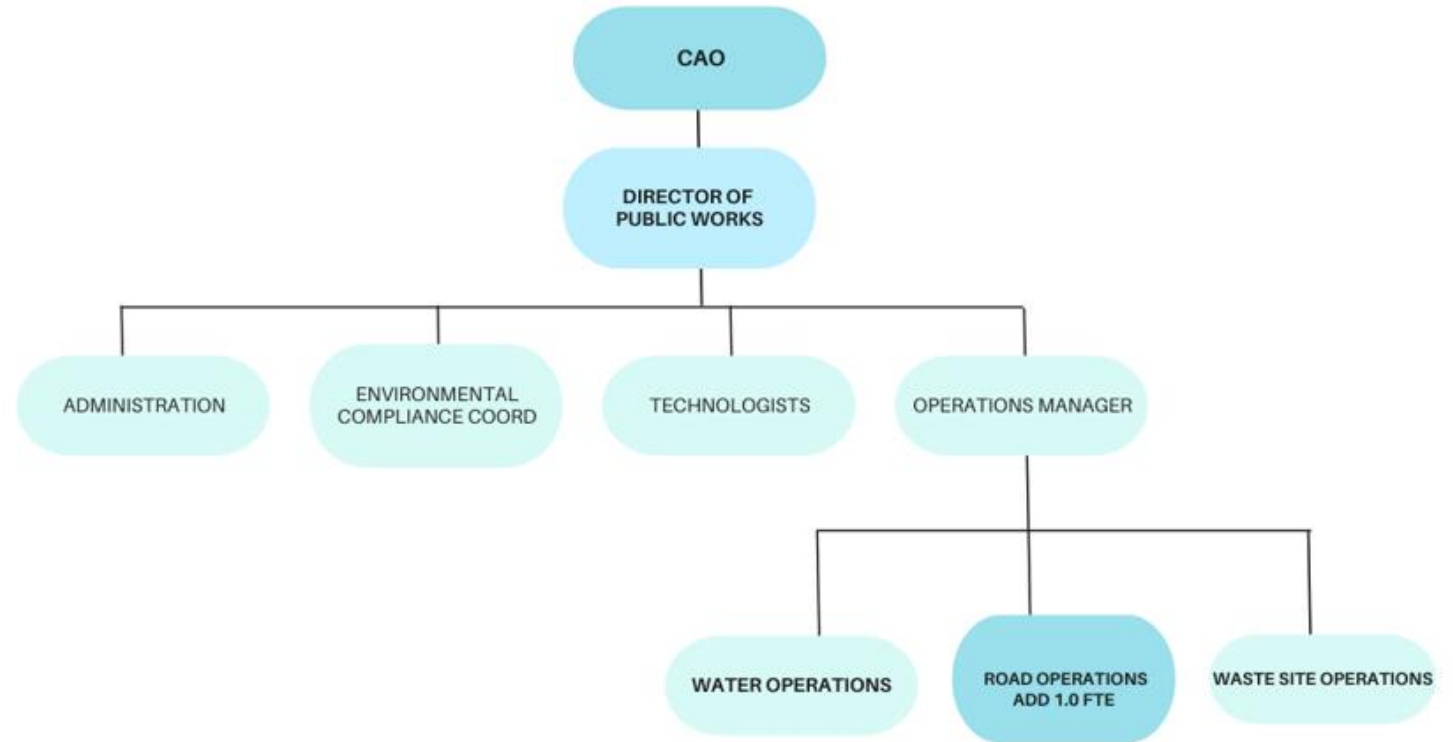 CAO
DIRECTOR OF
PUBLIC WORKS
ADMINISTRATION
ENVIRONMENTAL
COMPLIANCE COORD
TECHNOLOGISTS
OPERATIONS MANAGER
WATER OPERATIONS
ROAD OPERATIONS
ADD 1.0 FTE
WASTE SITE OPERATIONS